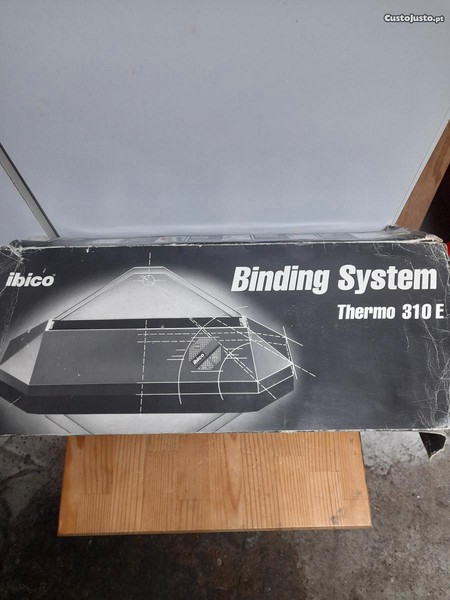 CustoJusto.pt
ibico
Binding System
Thermo 310 E
ibico